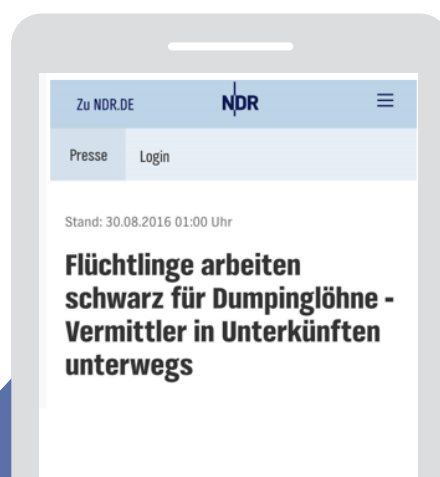 Zu NDR.DE NDR
Presse Login
Stand: 30.08.2016 01:00 Uhr
Flüchtlinge arbeiten
schwarz für Dumpinglöhne -
Vermittler in Unterkünften
unterwegs